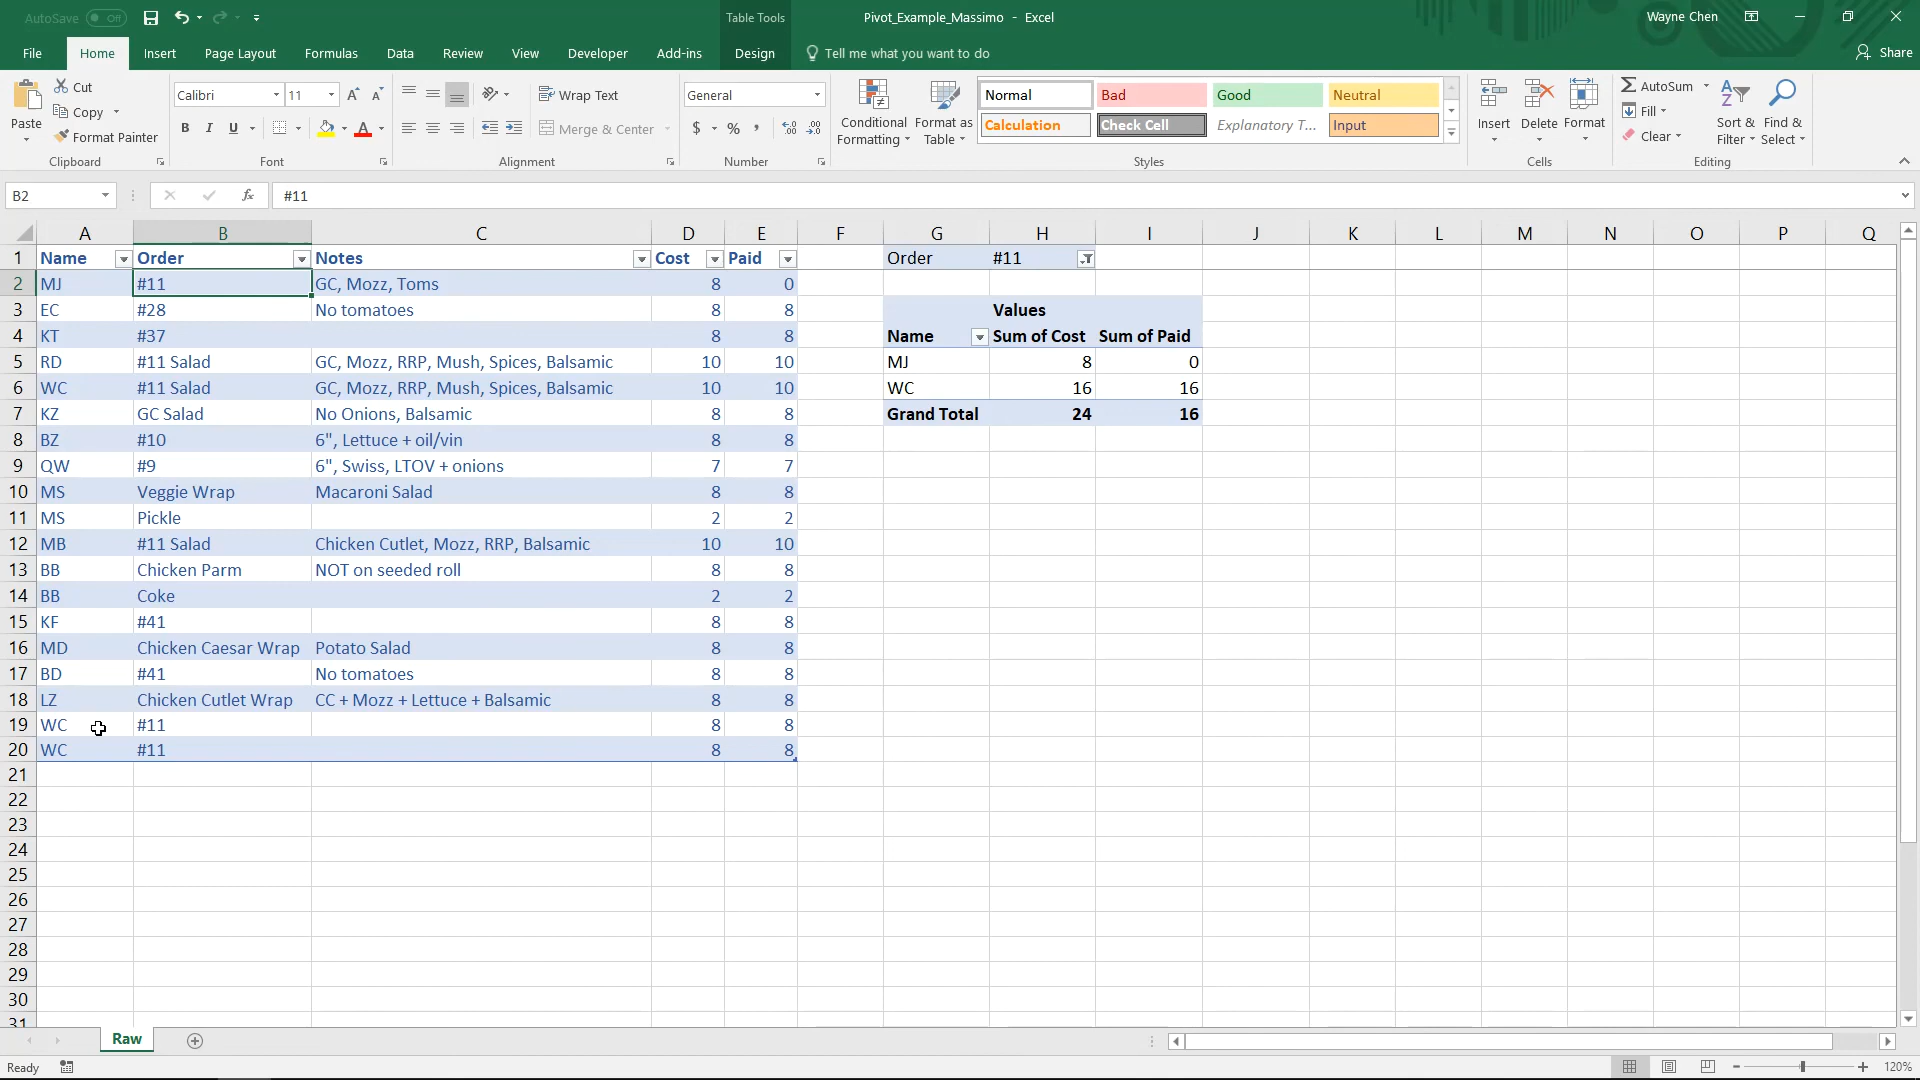 AutoSave Off Table Tools Pivot_Example_Massimo - Excel Wayne Chen
File Home Insert Page Layout Formulas Data Review View Developer Add-ins Design Tell me what you want to do Share
Paste Cut Copy Format Painter
Clipboard
Calibri 11 A A
B I U A
Font
Wrap Text
Merge & Center
Alignment
General
$ % ,
Number
Conditional Formatting Format as Table
Normal Bad Good Neutral
Calculation Check Cell Explanatory T... Input
Styles
Insert Delete Format
Cells
AutoSum Fill Clear
Sort & Filter Find & Select
Editing
B2 fx #11
A B C D E F G H I J K L M N O P Q
1 Name Order Notes Cost Paid Order #11
2 MJ #11 GC, Mozz, Toms 8 0
3 EC #28 No tomatoes 8 8 Values
4 KT #37 8 8 Name Sum of Cost Sum of Paid
5 RD #11 Salad GC, Mozz, RRP, Mush, Spices, Balsamic 10 10 MJ 8 0
6 WC #11 Salad GC, Mozz, RRP, Mush, Spices, Balsamic 10 10 WC 16 16
7 KZ GC Salad No Onions, Balsamic 8 8 Grand Total 24 16
8 BZ #10 6", Lettuce + oil/vin 8 8
9 QW #9 6", Swiss, LTOV + onions 7 7
10 MS Veggie Wrap Macaroni Salad 8 8
11 MS Pickle 2 2
12 MB #11 Salad Chicken Cutlet, Mozz, RRP, Balsamic 10 10
13 BB Chicken Parm NOT on seeded roll 8 8
14 BB Coke 2 2
15 KF #41 8 8
16 MD Chicken Caesar Wrap Potato Salad 8 8
17 BD #41 No tomatoes 8 8
18 LZ Chicken Cutlet Wrap CC + Mozz + Lettuce + Balsamic 8 8
19 WC #11 8 8
20 WC #11 8 8
21
22
23
24
25
26
27
28
29
30
31
Raw
Ready 120%